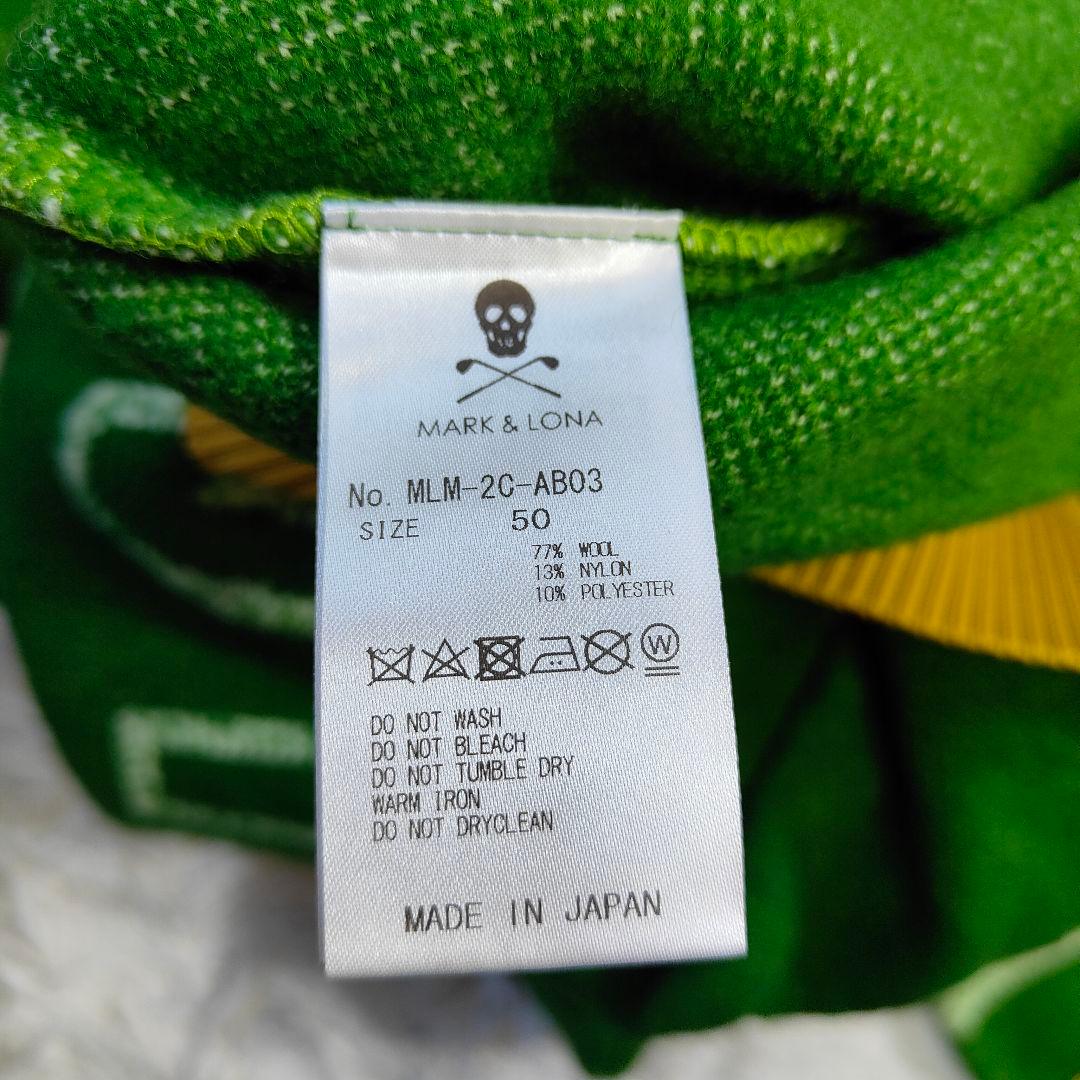 MARK & LONA
No. MLM-2C-AB03
SIZE 50
77% WOOL
13% NYLON
10% POLYESTER
W
DO NOT WASH
DO NOT BLEACH
DO NOT TUMBLE DRY
WARM IRON
DO NOT DRYCLEAN
MADE IN JAPAN